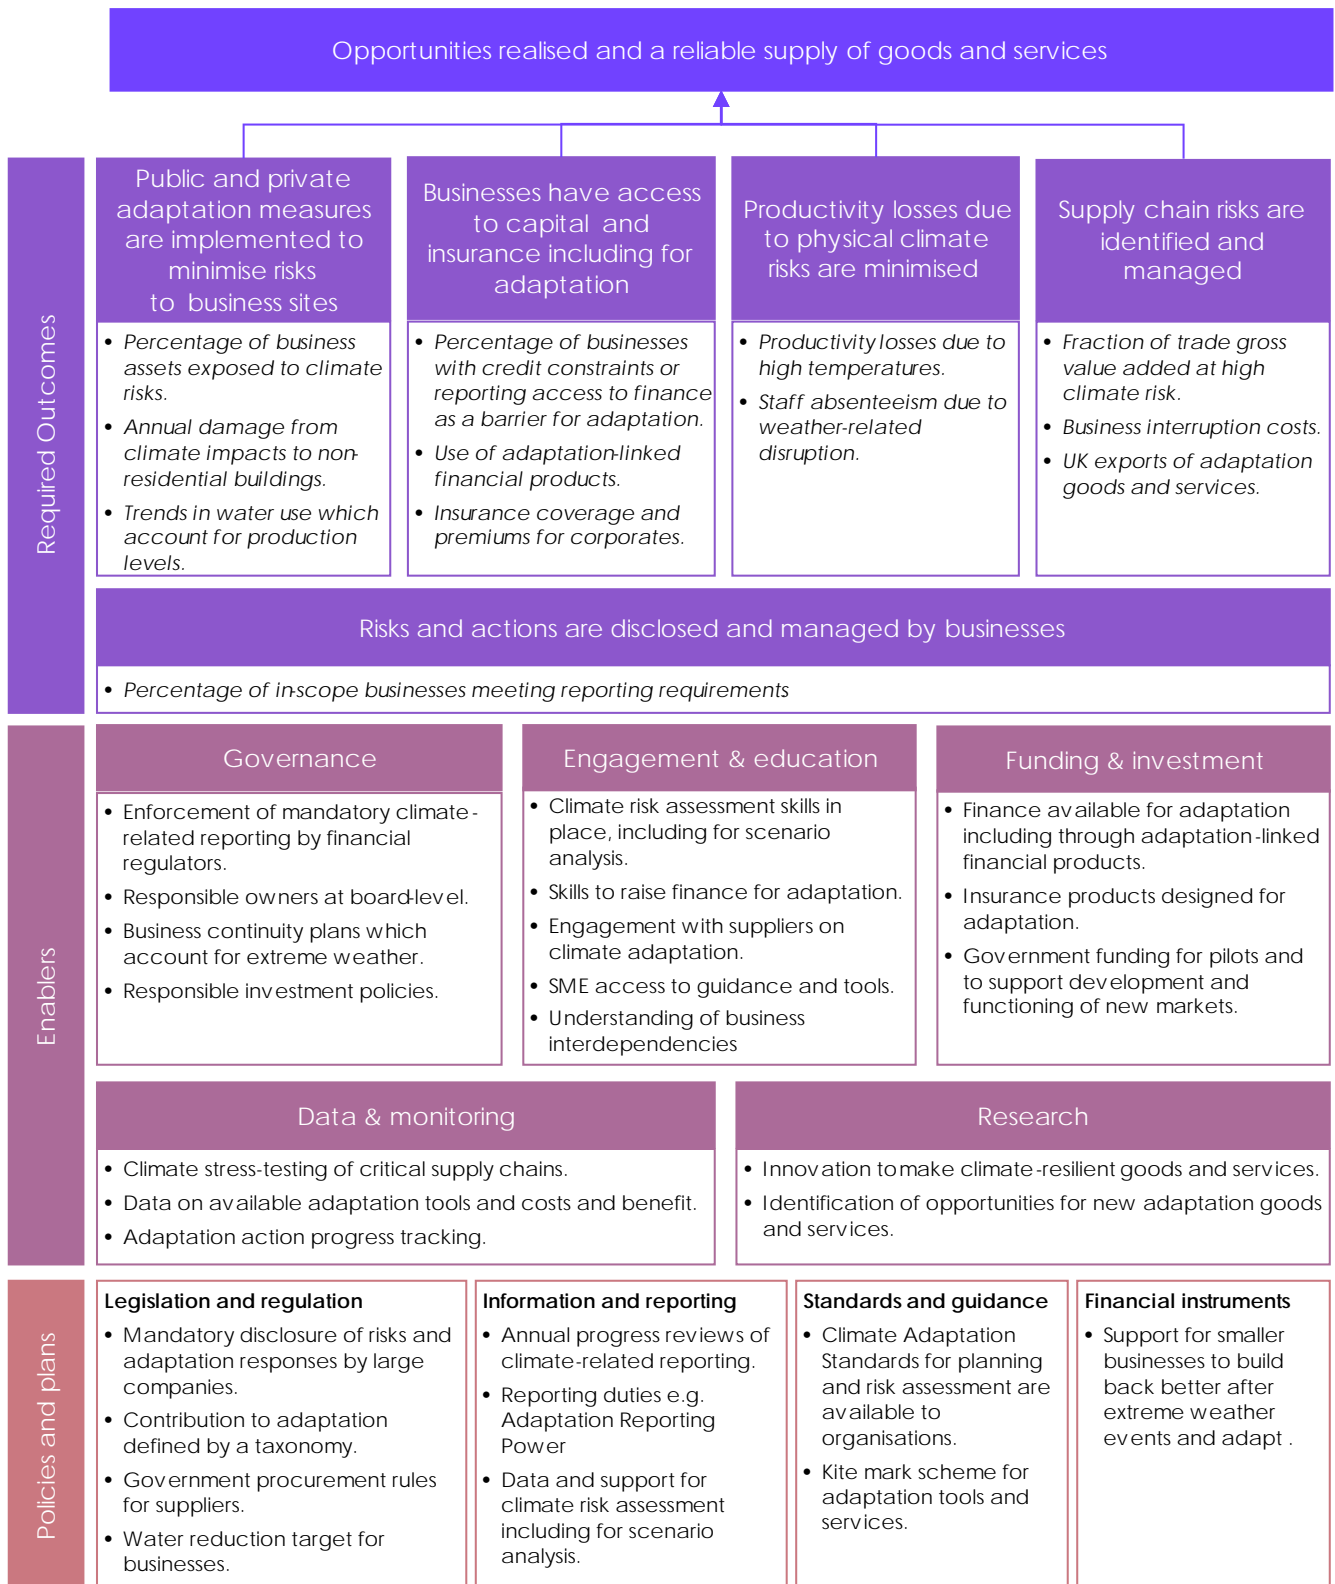 Opportunities realised and a reliable supply of goods and services
Required Outcomes
Public and private
adaptation measures
are implemented to
minimise risks
to business sites
• Percentage of business
assets exposed to climate
risks.
• Annual damage from
climate impacts to non-
residential buildings.
• Trends in water use which
account for production
levels.
Businesses have access
to capital and
insurance including for
adaptation
• Percentage of businesses
with credit constraints or
reporting access to finance
as a barrier for adaptation.
• Use of adaptation-linked
financial products.
• Insurance coverage and
premiums for corporates.
Productivity losses due
to physical climate
risks are minimised
• Productivity losses due to
high temperatures.
• Staff absenteeism due to
weather-related
disruption.
Supply chain risks are
identified and
managed
• Fraction of trade gross
value added at high
climate risk.
• Business interruption costs.
• UK exports of adaptation
goods and services.
Risks and actions are disclosed and managed by businesses
• Percentage of in-scope businesses meeting reporting requirements
Enablers
Governance
• Enforcement of mandatory climate-
related reporting by financial
regulators.
• Responsible owners at board-level.
• Business continuity plans which
account for extreme weather.
• Responsible investment policies.
Engagement & education
• Climate risk assessment skills in
place, including for scenario
analysis.
• Skills to raise finance for adaptation.
• Engagement with suppliers on
climate adaptation.
• SME access to guidance and tools.
• Understanding of business
interdependencies
Funding & investment
• Finance available for adaptation
including through adaptation-linked
financial products.
• Insurance products designed for
adaptation.
• Government funding for pilots and
to support development and
functioning of new markets.
Data & monitoring
• Climate stress-testing of critical supply chains.
• Data on available adaptation tools and costs and benefit.
• Adaptation action progress tracking.
Research
• Innovation to make climate-resilient goods and services.
• Identification of opportunities for new adaptation goods
and services.
Policies and plans
Legislation and regulation
• Mandatory disclosure of risks and
adaptation responses by large
companies.
• Contribution to adaptation
defined by a taxonomy.
• Government procurement rules
for suppliers.
• Water reduction target for
businesses.
Information and reporting
• Annual progress reviews of
climate-related reporting.
• Reporting duties e.g.
Adaptation Reporting
Power
• Data and support for
climate risk assessment
including for scenario
analysis.
Standards and guidance
• Climate Adaptation
Standards for planning
and risk assessment are
available to
organisations.
• Kite mark scheme for
adaptation tools and
services.
Financial instruments
• Support for smaller
businesses to build
back better after
extreme weather
events and adapt .